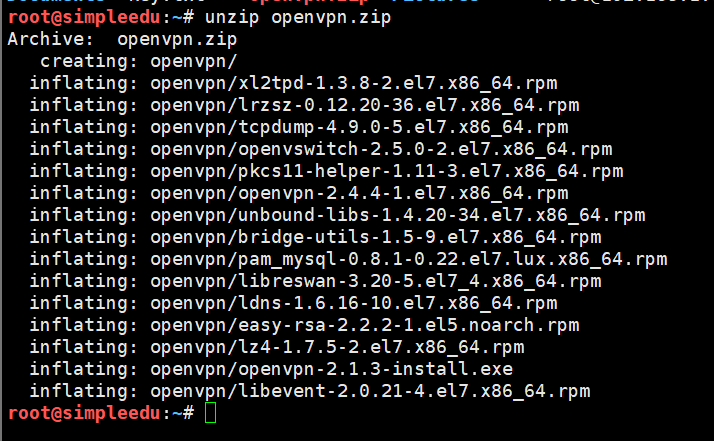 root@simpleedu:~# unzip openvpn.zip
Archive:  openvpn.zip
   creating: openvpn/
  inflating: openvpn/xl2tpd-1.3.8-2.el7.x86_64.rpm
  inflating: openvpn/lrzsz-0.12.20-36.el7.x86_64.rpm
  inflating: openvpn/tcpdump-4.9.0-5.el7.x86_64.rpm
  inflating: openvpn/openvswitch-2.5.0-2.el7.x86_64.rpm
  inflating: openvpn/pkcs11-helper-1.11-3.el7.x86_64.rpm
  inflating: openvpn/openvpn-2.4.4-1.el7.x86_64.rpm
  inflating: openvpn/unbound-libs-1.4.20-34.el7.x86_64.rpm
  inflating: openvpn/bridge-utils-1.5-9.el7.x86_64.rpm
  inflating: openvpn/pam_mysql-0.8.1-0.22.el7.lux.x86_64.rpm
  inflating: openvpn/libreswan-3.20-5.el7_4.x86_64.rpm
  inflating: openvpn/ldns-1.6.16-10.el7.x86_64.rpm
  inflating: openvpn/easy-rsa-2.2.2-1.el5.noarch.rpm
  inflating: openvpn/lz4-1.7.5-2.el7.x86_64.rpm
  inflating: openvpn/openvpn-2.1.3-install.exe
  inflating: openvpn/libevent-2.0.21-4.el7.x86_64.rpm
root@simpleedu:~#